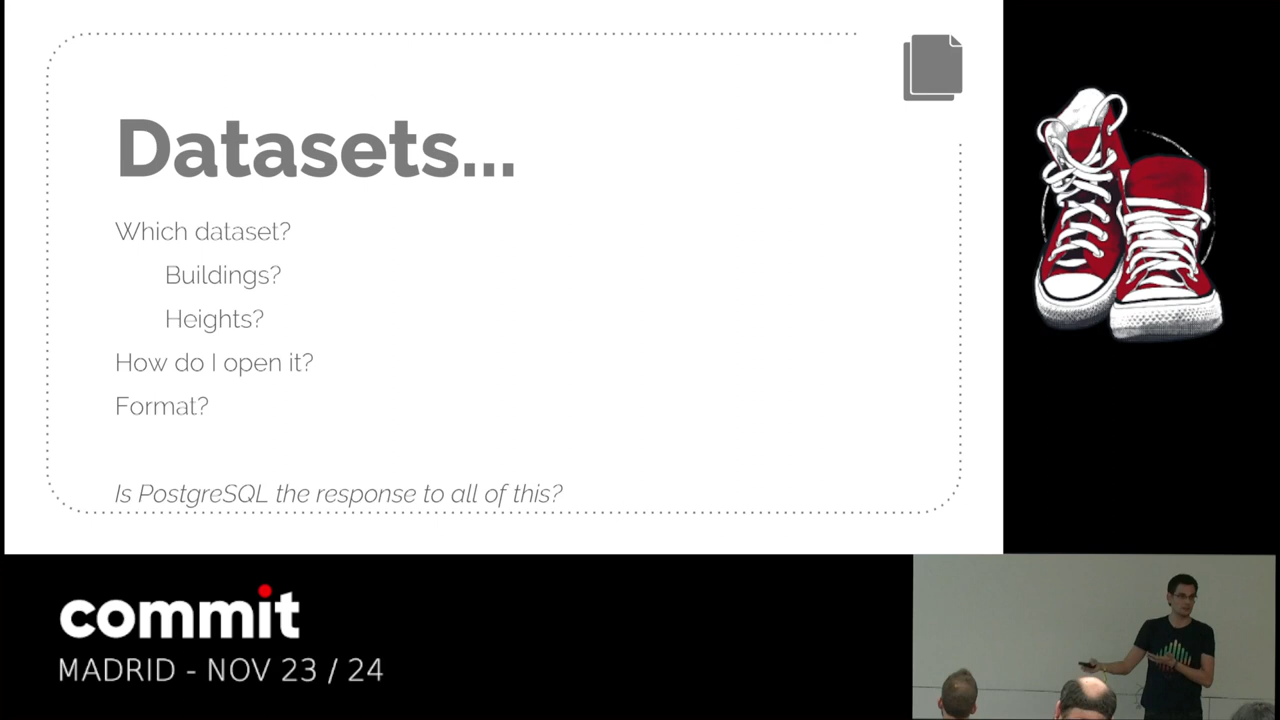 Datasets...
Which dataset?
Buildings?
Heights?
How do I open it?
Format?
Is PostgreSQL the response to all of this?
commit
MADRID - NOV 23 / 24